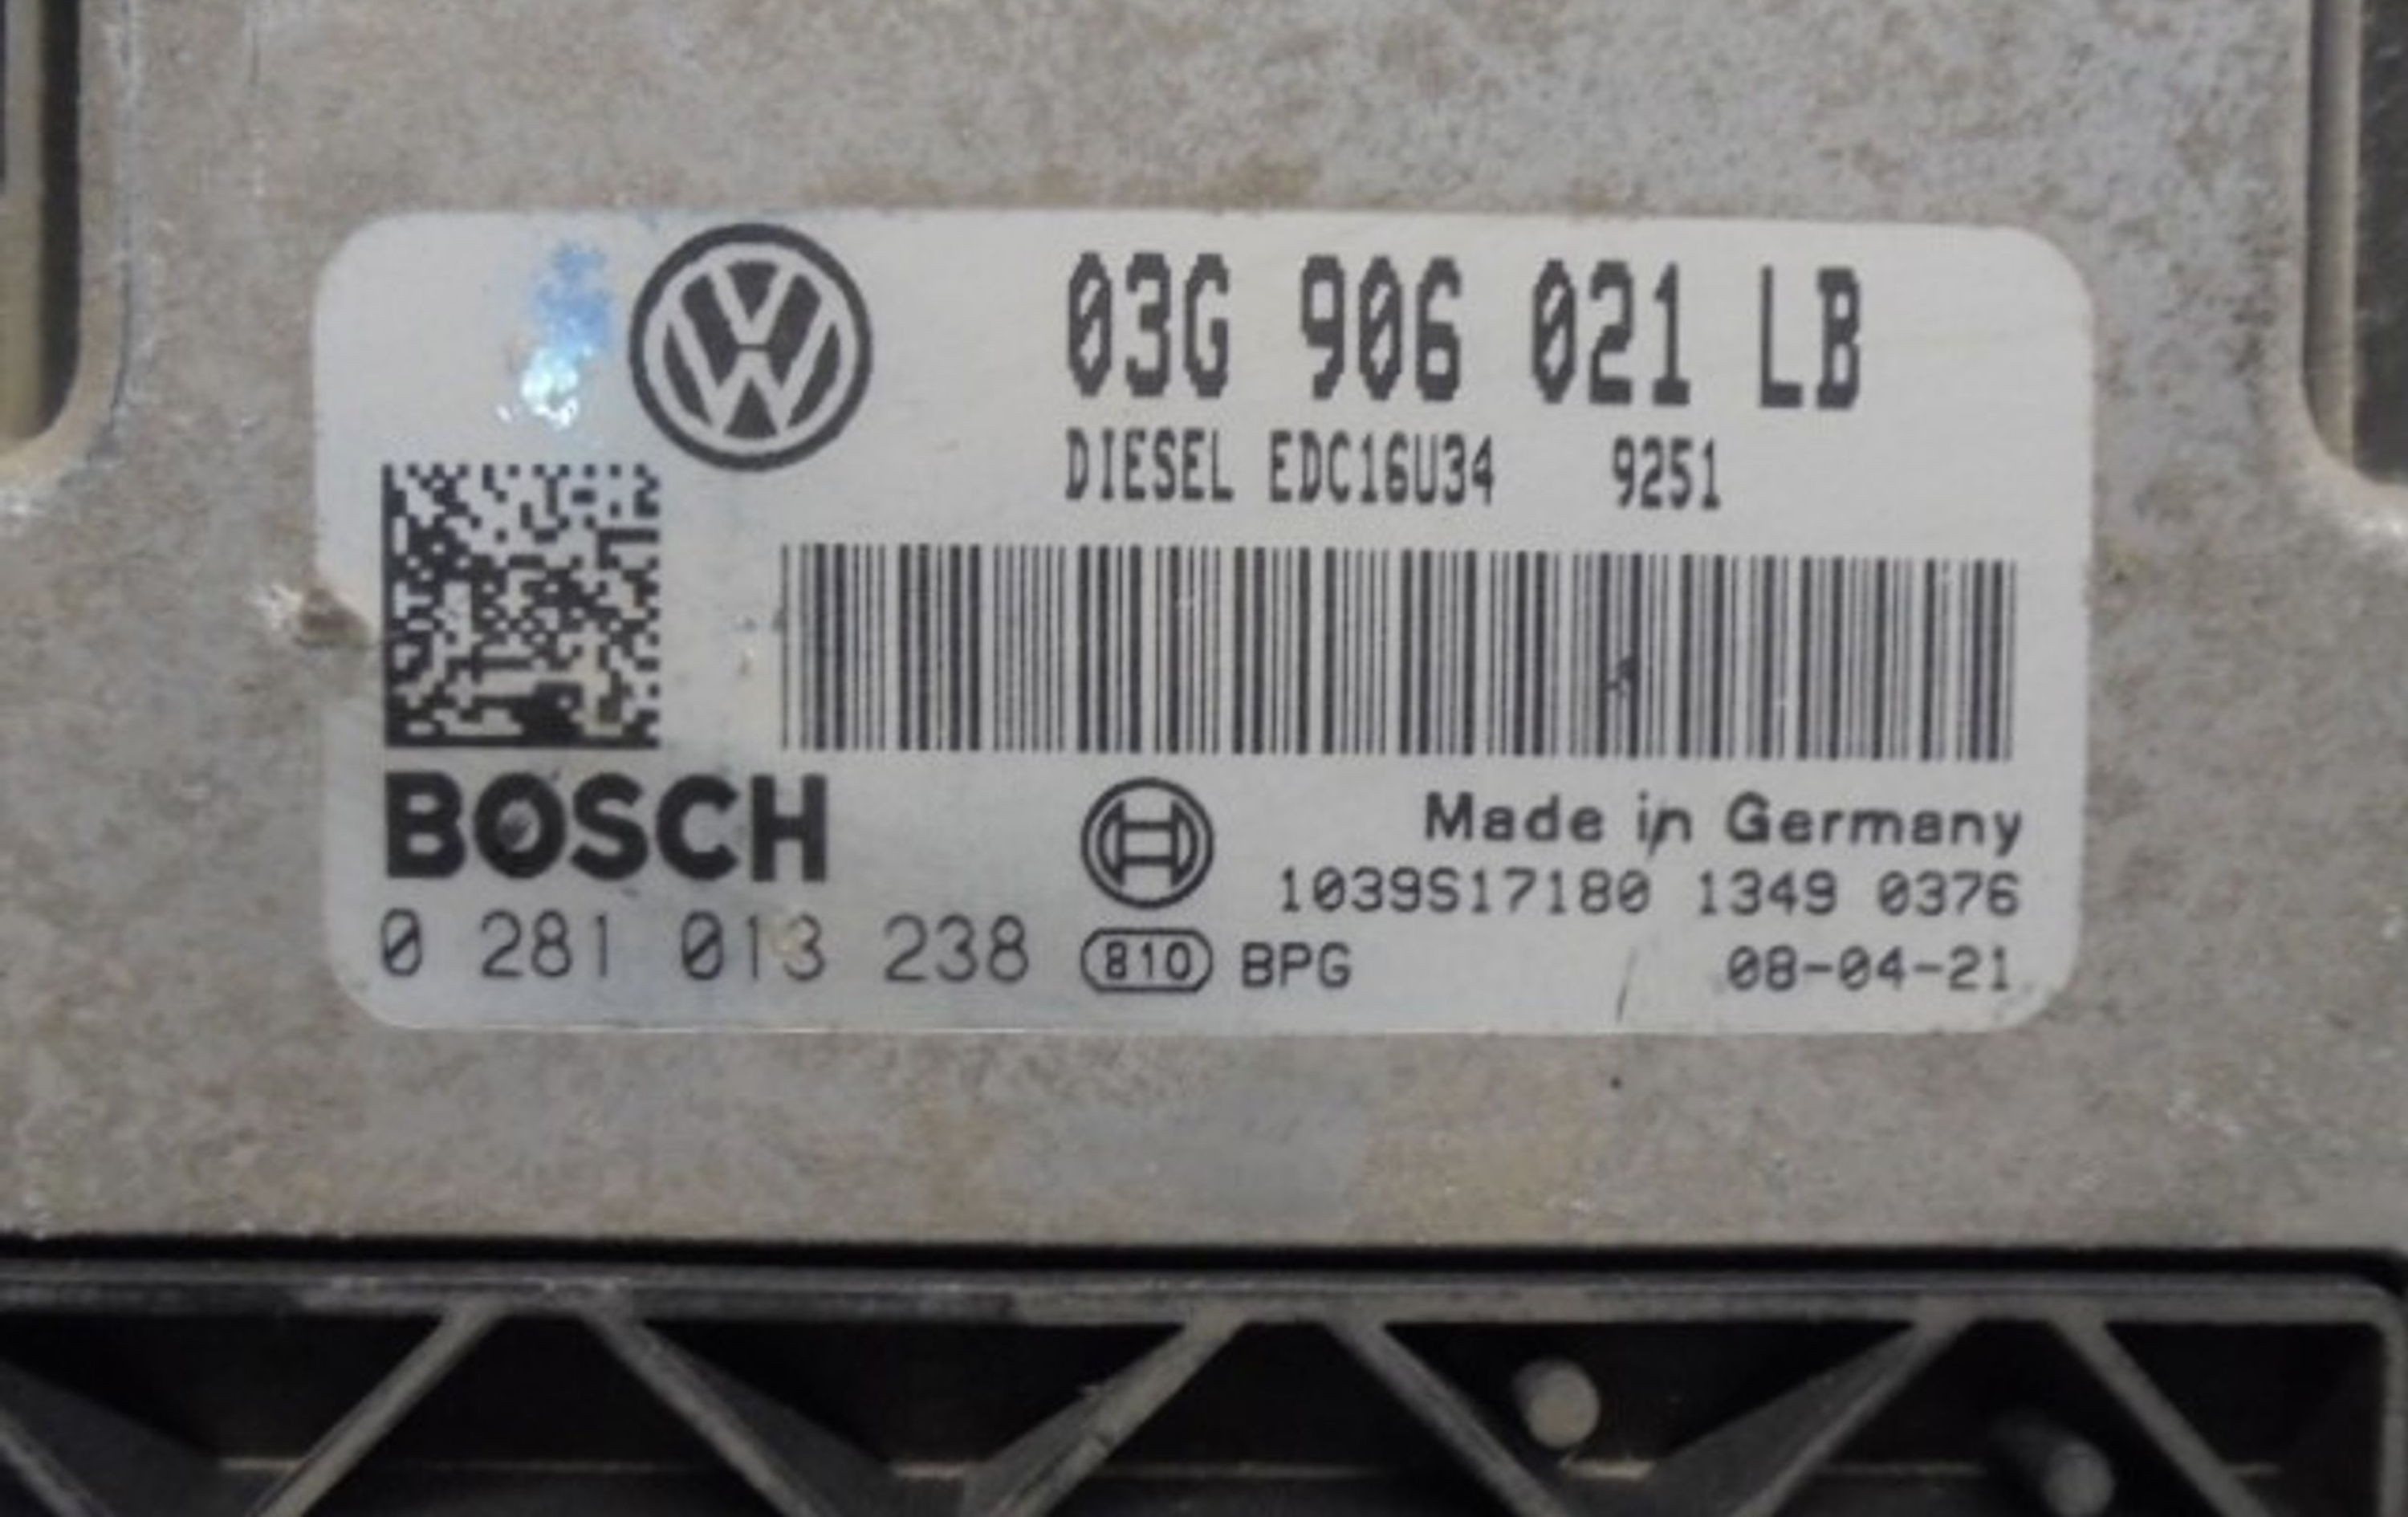 03G 906 021 LB
DIESEL EDC16U34 9251
BOSCH
Made in Germany
1039S17180 1349 0376
0 281 013 238
810 BPG
08-04-21